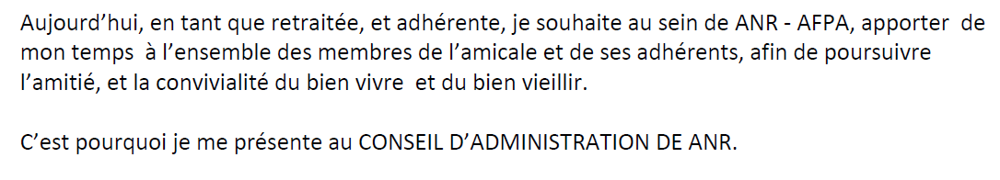 Aujourd’hui, en tant que retraitée, et adhérente, je souhaite au sein de ANR - AFPA, apporter  de
mon temps  à l’ensemble des membres de l’amicale et de ses adhérents, afin de poursuivre
l’amitié, et la convivialité du bien vivre  et du bien vieillir.
C’est pourquoi je me présente au CONSEIL D’ADMINISTRATION DE ANR.